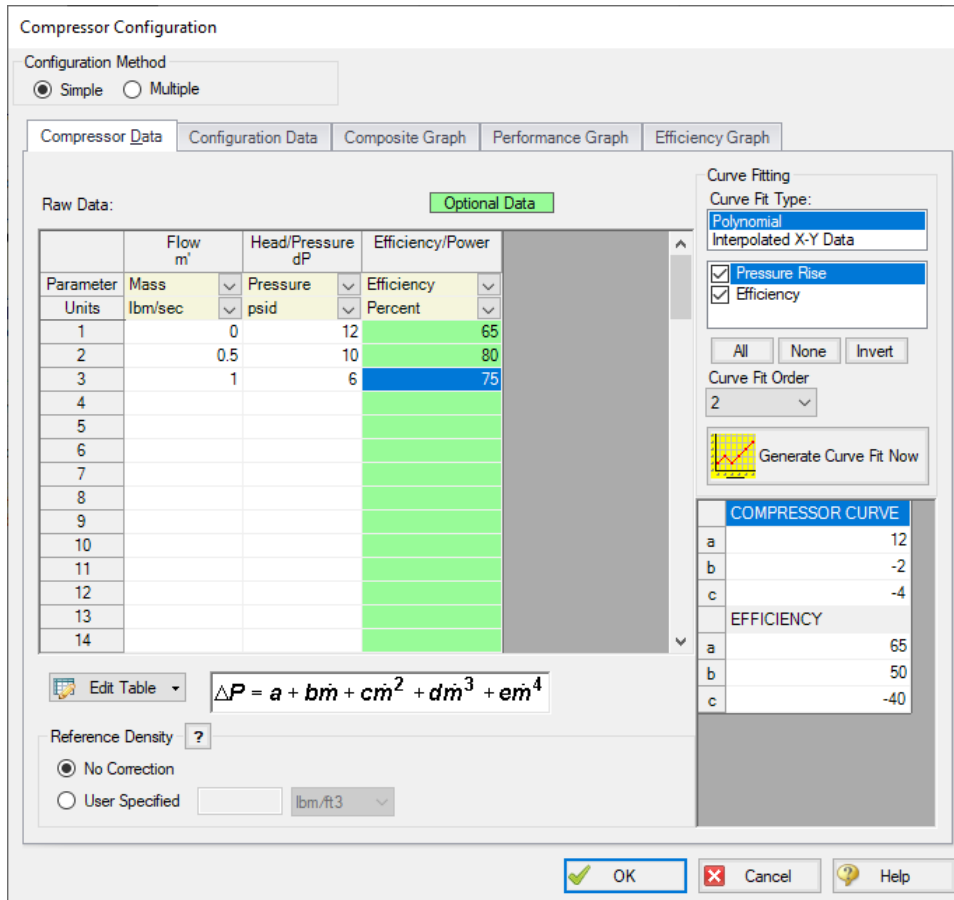 Compressor Configuration
Configuration Method
Simple Multiple
Compressor Data Configuration Data Composite Graph Performance Graph Efficiency Graph
Raw Data: Optional Data
Flow Head/Pressure Efficiency/Power
m' dP
Parameter Mass Pressure Efficiency
Units lbm/sec psid Percent
1 0 12 65
2 0.5 10 80
3 1 6 75
4
5
6
7
8
9
10
11
12
13
14
Edit Table ΔP = a + bṁ + cṁ² + dṁ³ + eṁ⁴
Reference Density ?
No Correction
User Specified lbm/ft3
Curve Fitting
Curve Fit Type:
Polynomial
Interpolated X-Y Data
Pressure Rise
Efficiency
All None Invert
Curve Fit Order
2
Generate Curve Fit Now
COMPRESSOR CURVE
a 12
b -2
c -4
EFFICIENCY
a 65
b 50
c -40
OK Cancel Help